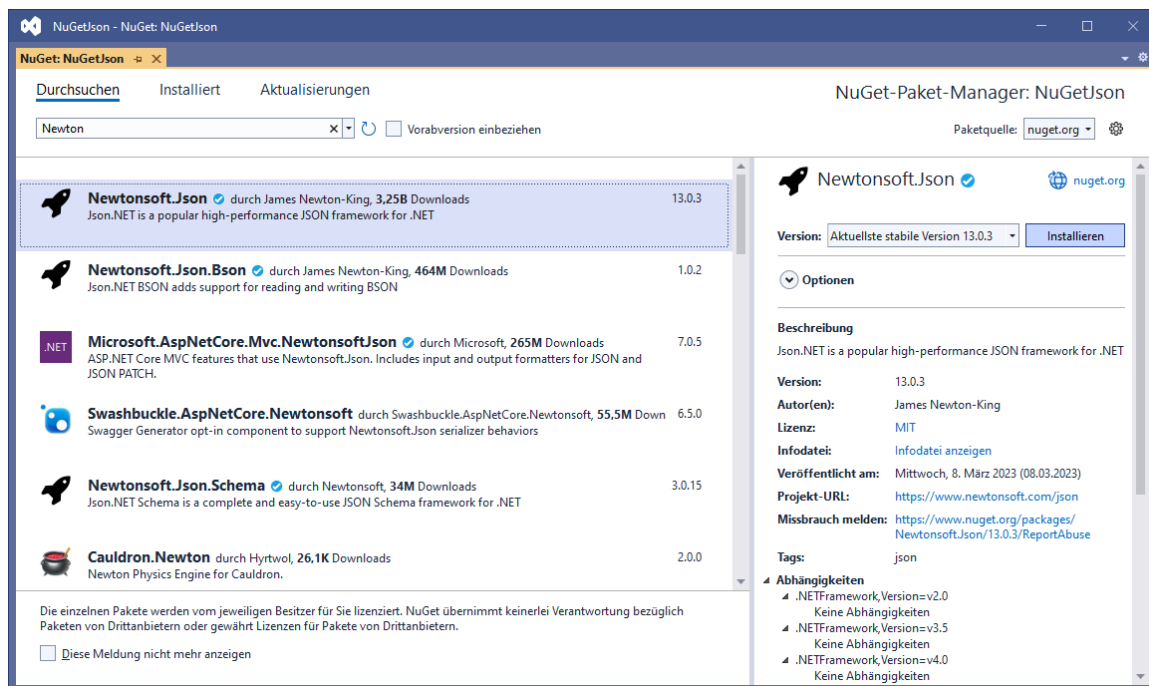 NuGetJson - NuGet: NuGetJson
NuGet: NuGetJson
Durchsuchen Installiert Aktualisierungen
NuGet-Paket-Manager: NuGetJson
Newton
Vorabversion einbeziehen
Paketquelle: nuget.org
Newtonsoft.Json durch James Newton-King, 3,25B Downloads 13.0.3
Json.NET is a popular high-performance JSON framework for .NET
Newtonsoft.Json.Bson durch James Newton-King, 464M Downloads 1.0.2
Json.NET BSON adds support for reading and writing BSON
.NET
Microsoft.AspNetCore.Mvc.NewtonsoftJson durch Microsoft, 265M Downloads 7.0.5
ASP.NET Core MVC features that use Newtonsoft.Json. Includes input and output formatters for JSON and
JSON PATCH.
Swashbuckle.AspNetCore.Newtonsoft durch Swashbuckle.AspNetCore.Newtonsoft, 55,5M Down 6.5.0
Swagger Generator opt-in component to support Newtonsoft.Json serializer behaviors
Newtonsoft.Json.Schema durch Newtonsoft, 34M Downloads 3.0.15
Json.NET Schema is a complete and easy-to-use JSON Schema framework for .NET
Cauldron.Newton durch Hyrtwol, 26,1K Downloads 2.0.0
Newton Physics Engine for Cauldron.
Die einzelnen Pakete werden vom jeweiligen Besitzer für Sie lizenziert. NuGet übernimmt keinerlei Verantwortung bezüglich
Paketen von Drittanbietern oder gewährt Lizenzen für Pakete von Drittanbietern.
Diese Meldung nicht mehr anzeigen
Newtonsoft.Json nuget.org
Version: Aktuellste stabile Version 13.0.3 Installieren
Optionen
Beschreibung
Json.NET is a popular high-performance JSON framework for .NET
Version: 13.0.3
Autor(en): James Newton-King
Lizenz: MIT
Infodatei: Infodatei anzeigen
Veröffentlicht am: Mittwoch, 8. März 2023 (08.03.2023)
Projekt-URL: https://www.newtonsoft.com/json
Missbrauch melden: https://www.nuget.org/packages/
Newtonsoft.Json/13.0.3/ReportAbuse
Tags: json
Abhängigkeiten
.NETFramework,Version=v2.0
Keine Abhängigkeiten
.NETFramework,Version=v3.5
Keine Abhängigkeiten
.NETFramework,Version=v4.0
Keine Abhängigkeiten